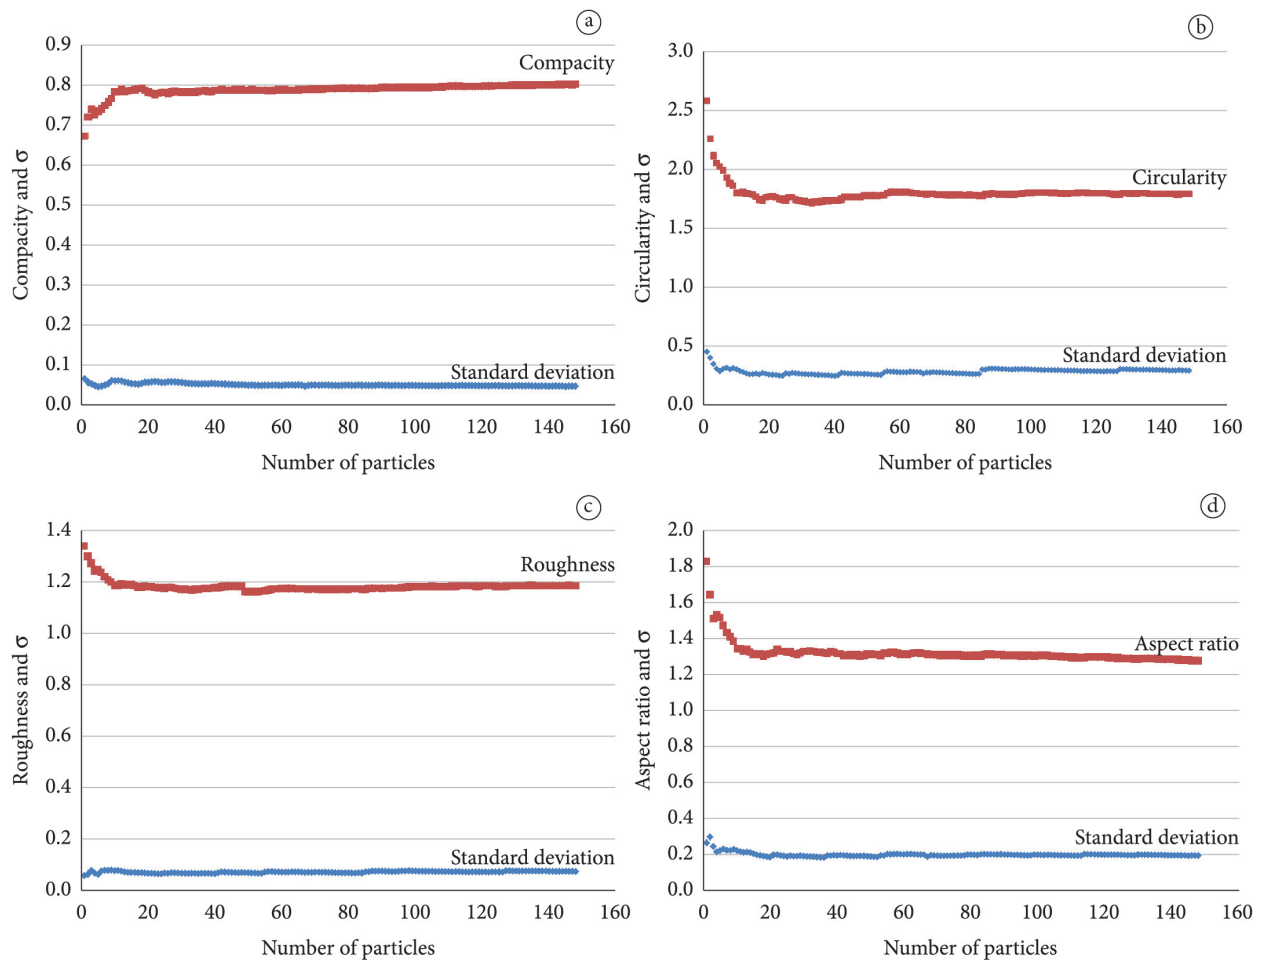 a
0.9
0.8
0.7
0.6
0.5
0.4
0.3
0.2
0.1
0.0
Compacity and σ
Compacity
Standard deviation
0 20 40 60 80 100 120 140 160
Number of particles
b
3.0
2.5
2.0
1.5
1.0
0.5
0.0
Circularity and σ
Circularity
Standard deviation
0 20 40 60 80 100 120 140 160
Number of particles
c
1.4
1.2
1.0
0.8
0.6
0.4
0.2
0.0
Roughness and σ
Roughness
Standard deviation
0 20 40 60 80 100 120 140 160
Number of particles
d
2.0
1.8
1.6
1.4
1.2
1.0
0.8
0.6
0.4
0.2
0.0
Aspect ratio and σ
Aspect ratio
Standard deviation
0 20 40 60 80 100 120 140 160
Number of particles